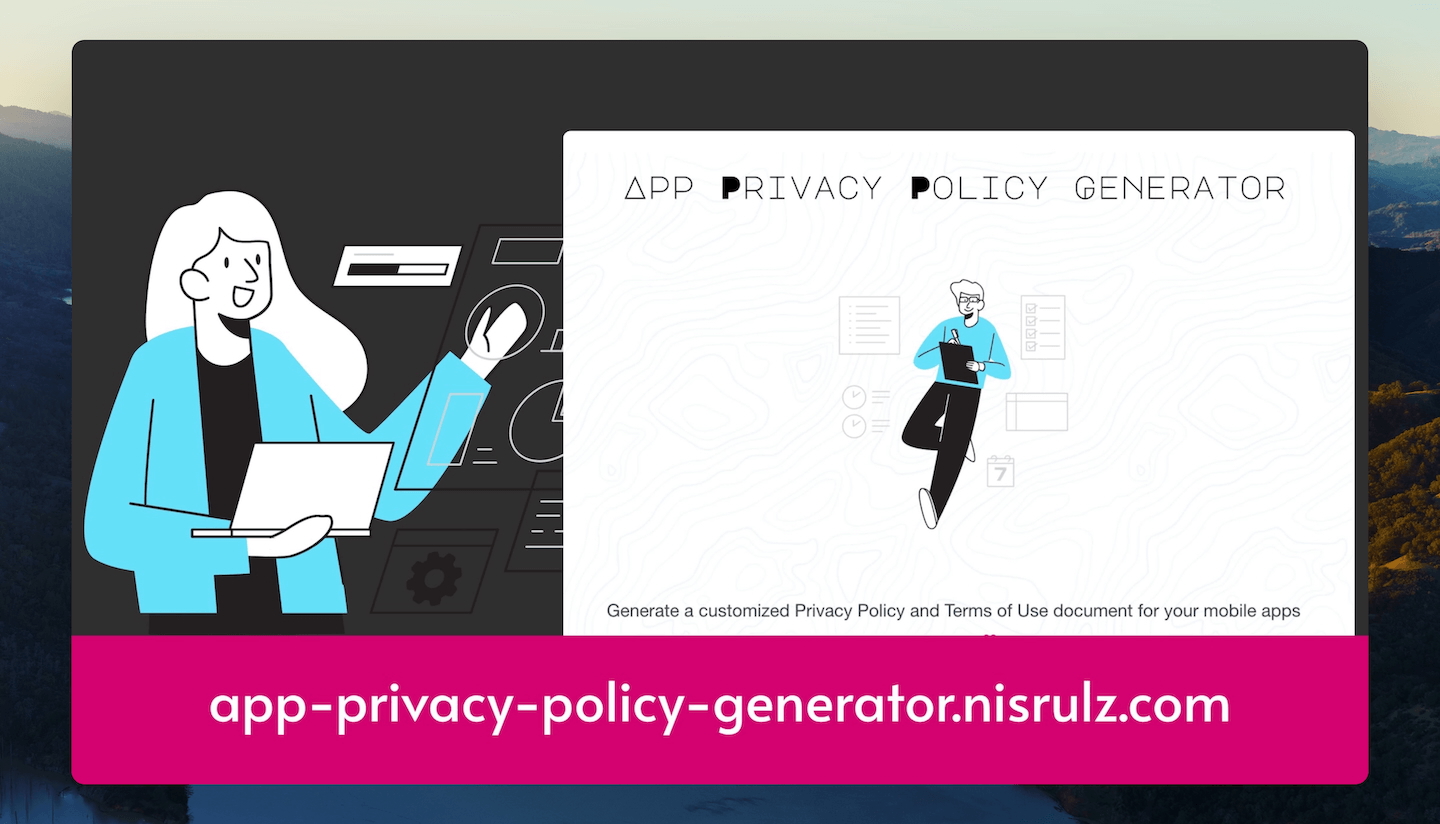 APP PRIVACY POLICY GENERATOR
7
Generate a customized Privacy Policy and Terms of Use document for your mobile apps
app-privacy-policy-generator.nisrulz.com